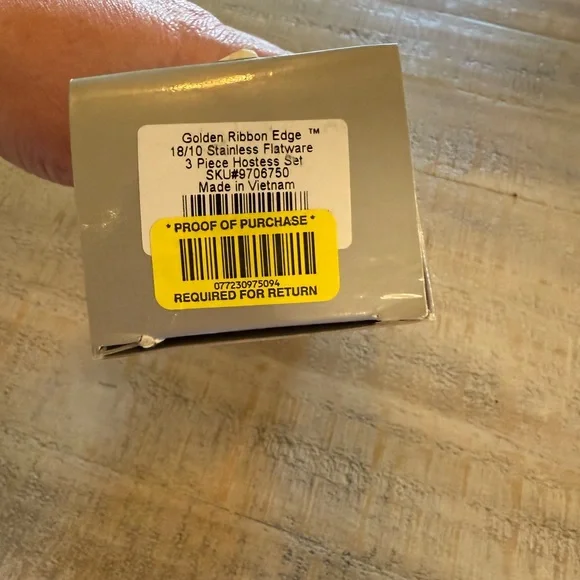 Golden Ribbon Edge ™
18/10 Stainless Flatware
3 Piece Hostess Set
SKU#9706750
Made in Vietnam
* PROOF OF PURCHASE *
077230975094
REQUIRED FOR RETURN